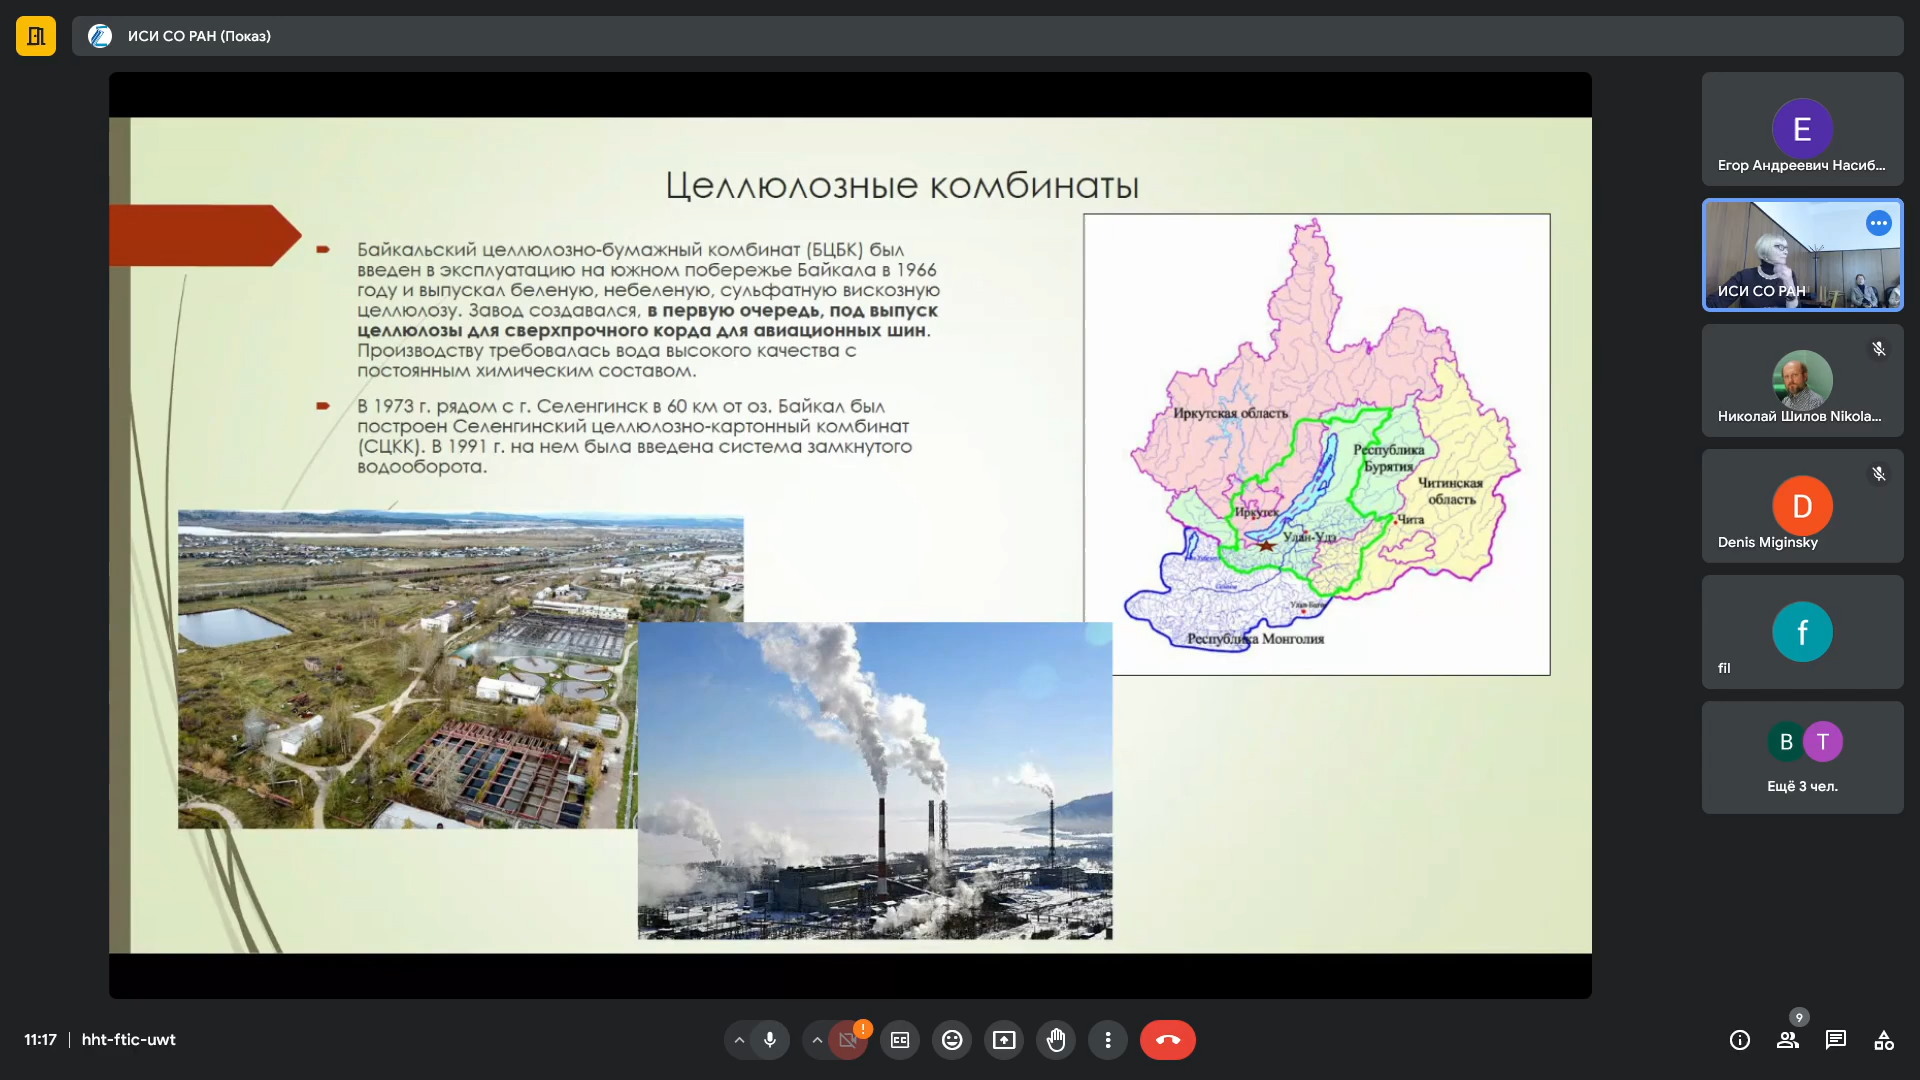 ИСИ СО РАН (Показ)
Целлюлозные комбинаты
Байкальский целлюлозно-бумажный комбинат (БЦБК) был
введен в эксплуатацию на южном побережье Байкала в 1966
году и выпускал беленую, небеленую, сульфатную вискозную
целлюлозу. Завод создавался, в первую очередь, под выпуск
целлюлозы для сверхпрочного корда для авиационных шин.
Производству требовалась вода высокого качества с
постоянным химическим составом.
В 1973 г. рядом с г. Селенгинск в 60 км от оз. Байкал был
построен Селенгинский целлюлозно-картонный комбинат
(СЦКК). В 1991 г. на нем была введена система замкнутого
водооборота.
Иркутская область
Республика
Бурятия
Читинская
область
Иркутск
Чита
Улан-Удэ
Республика Монголия
E
Егор Андреевич Насиб...
ИСИ СО РАН
Николай Шилов Nikola...
D
Denis Miginsky
f
fil
B T
Ещё 3 чел.
11:17 | hht-ftic-uwt
!
9